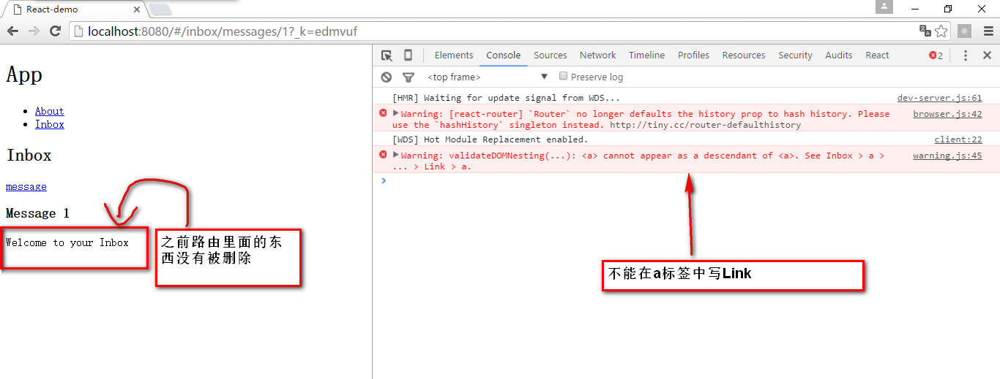 React-demo
localhost:8080/#/inbox/messages/1?_k=edmvuf
App
About
Inbox
Inbox
message
Message 1
Welcome to your Inbox
之前路由里面的东
西没有被删除
Elements Console Sources Network Timeline Profiles Resources Security Audits React 2
<top frame> Preserve log
[HMR] Waiting for update signal from WDS... dev-server.js:61
Warning: [react-router] `Router` no longer defaults the history prop to hash history. Please browser.js:42
use the `hashHistory` singleton instead. http://tiny.cc/router-defaulthistory
[WDS] Hot Module Replacement enabled. client:22
Warning: validateDOMNesting(...): <a> cannot appear as a descendant of <a>. See Inbox > a > warning.js:45
... > Link > a.
不能在a标签中写Link